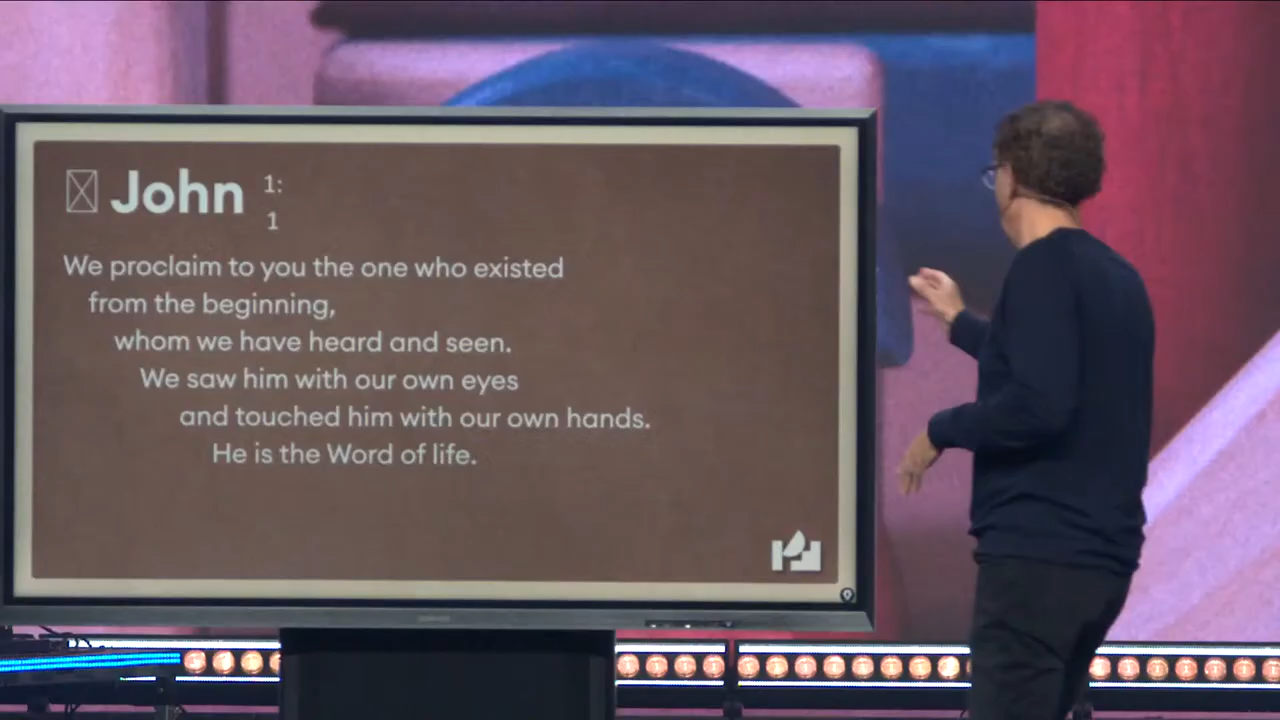 John 1:
1
We proclaim to you the one who existed
from the beginning,
whom we have heard and seen.
We saw him with our own eyes
and touched him with our own hands.
He is the Word of life.